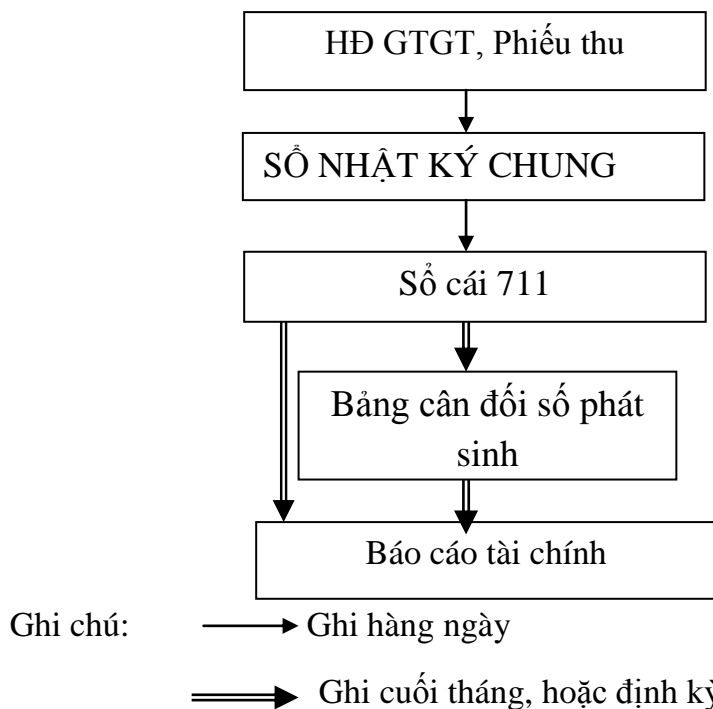 HĐ GTGT, Phiếu thu
SỔ NHẬT KÝ CHUNG
Sổ cái 711
Bảng cân đối số phát
sinh
Báo cáo tài chính
Ghi chú: Ghi hàng ngày
Ghi cuối tháng, hoặc định kỳ